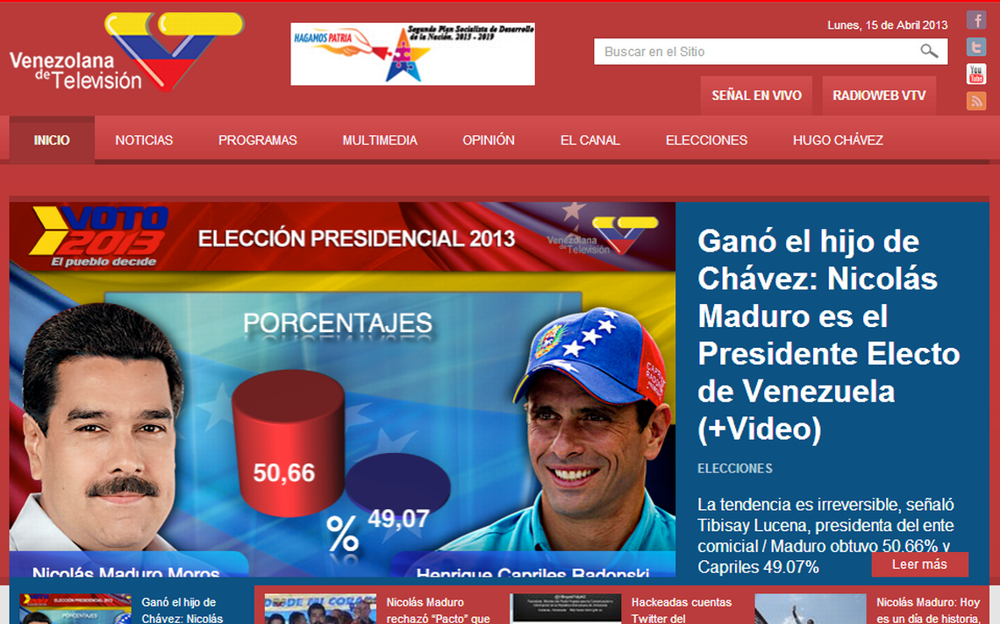 Venezolana
de Televisión
HAGAMOS PATRIA
Segundo Plan Socialista de Desarrollo
de la Nación. 2013 - 2019
Lunes, 15 de Abril 2013
Buscar en el Sitio
You
Tube
SEÑAL EN VIVO RADIOWEB VTV
INICIO NOTICIAS PROGRAMAS MULTIMEDIA OPINIÓN EL CANAL ELECCIONES HUGO CHÁVEZ
VOTO
2013
El pueblo decide
ELECCIÓN PRESIDENCIAL 2013
Venezolana
de Televisión
PORCENTAJES
50,66
% 49,07
Nicolás Maduro Moros
Henrique Capriles Radonski
Ganó el hijo de
Chávez: Nicolás
Maduro es el
Presidente Electo
de Venezuela
(+Video)
ELECCIONES
La tendencia es irreversible, señaló
Tibisay Lucena, presidenta del ente
comicial / Maduro obtuvo 50.66% y
Capriles 49.07%
Leer más
ELECCIÓN PRESIDENCIAL 2013
Ganó el hijo de
Chávez: Nicolás
Nicolás Maduro
rechazó "Pacto" que
Hackeadas cuentas
Twitter del
Nicolás Maduro: Hoy
es un día de historia,